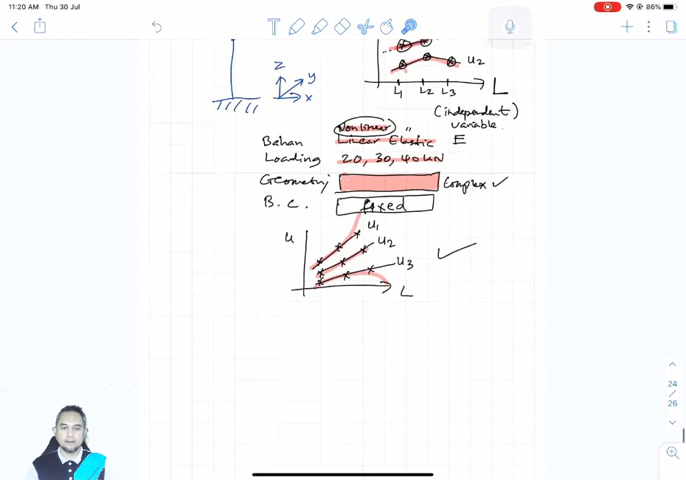 11:20 AM Thu 30 Jul
86%
u2
z
y
x
L1 L2 L3
L
(independent)
variable
Nonlinear "
Bahan Linear Elastic E
Loading 20, 30, 40 kN
Geometry Complex ✓
B.C. fixed
u
u1
u2
u3
L
24
26